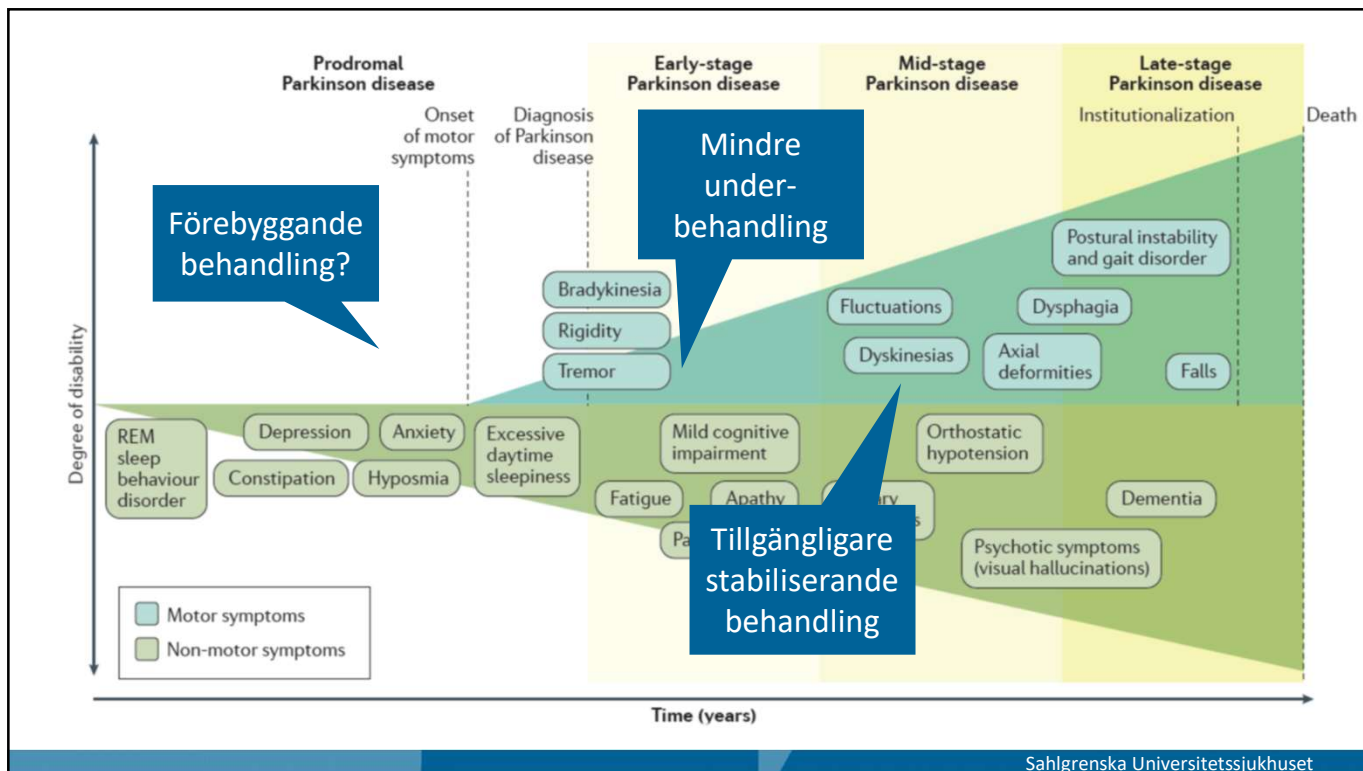 Prodromal
Parkinson disease
Early-stage
Parkinson disease
Mid-stage
Parkinson disease
Late-stage
Parkinson disease
Onset
of motor
symptoms
Diagnosis
of Parkinson
disease
Institutionalization
Death
Förebyggande
behandling?
Mindre
under-
behandling
Bradykinesia
Rigidity
Tremor
Fluctuations
Dyskinesias
Postural instability
and gait disorder
Dysphagia
Axial
deformities
Falls
Degree of disability
REM
sleep
behaviour
disorder
Depression
Anxiety
Constipation
Hyposmia
Excessive
daytime
sleepiness
Mild cognitive
impairment
Fatigue
Apathy
Orthostatic
hypotension
Dementia
Psychotic symptoms
(visual hallucinations)
Tillgängligare
stabiliserande
behandling
Motor symptoms
Non-motor symptoms
Time (years)
Sahlgrenska Universitetssjukhuset